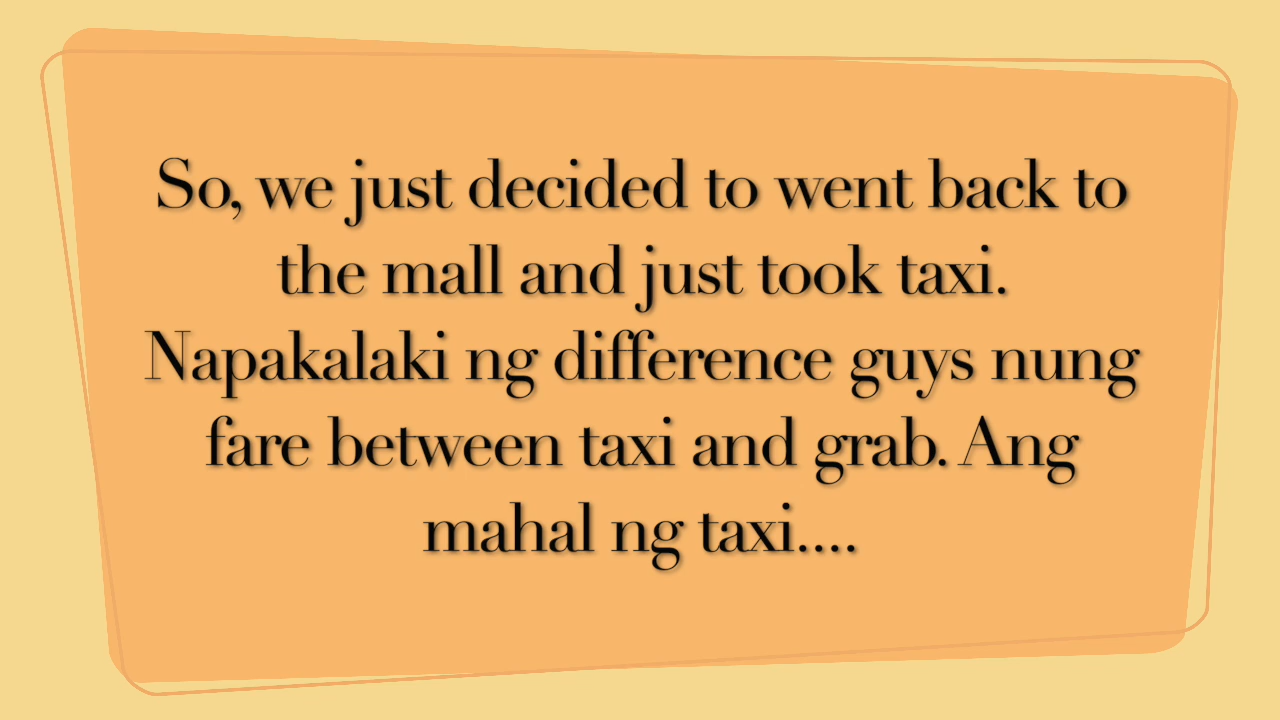 So, we just decided to went back to
the mall and just took taxi.
Napakalaki ng difference guys nung
fare between taxi and grab. Ang
mahal ng taxi....